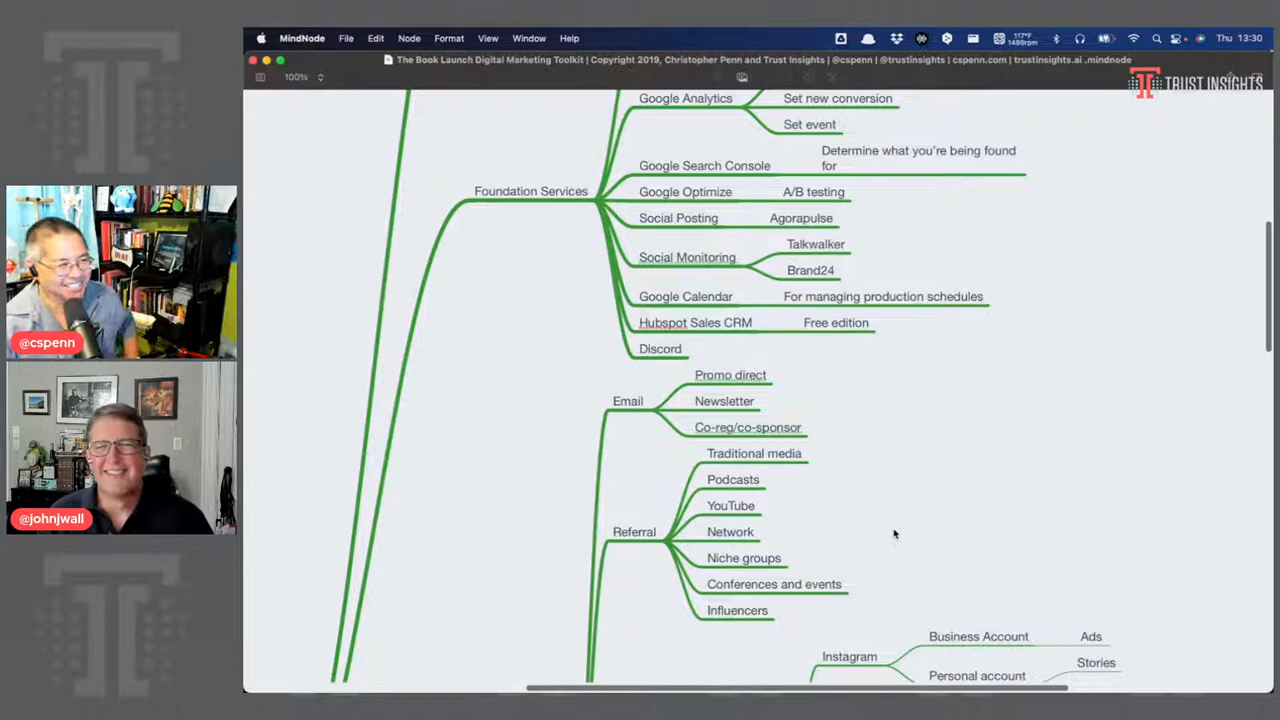 MindNode File Edit Node Format View Window Help
117°F
1499rpm
Thu 13:30
The Book Launch Digital Marketing Toolkit | Copyright 2019, Christopher Penn and Trust Insights | @cspenn | @trustinsights | cspenn.com | trustinsights.ai .mindnode
100%
TRUST INSIGHTS
Google Analytics
Set new conversion
Set event
Determine what you're being found
for
Google Search Console
Foundation Services
Google Optimize
A/B testing
Social Posting
Agorapulse
Talkwalker
Social Monitoring
Brand24
Google Calendar
For managing production schedules
Hubspot Sales CRM
Free edition
Discord
Promo direct
Email
Newsletter
Co-reg/co-sponsor
Traditional media
Podcasts
YouTube
Referral
Network
Niche groups
Conferences and events
Influencers
Business Account
Ads
Instagram
Stories
Personal account
ON AIR
@cspenn
@johnjwall